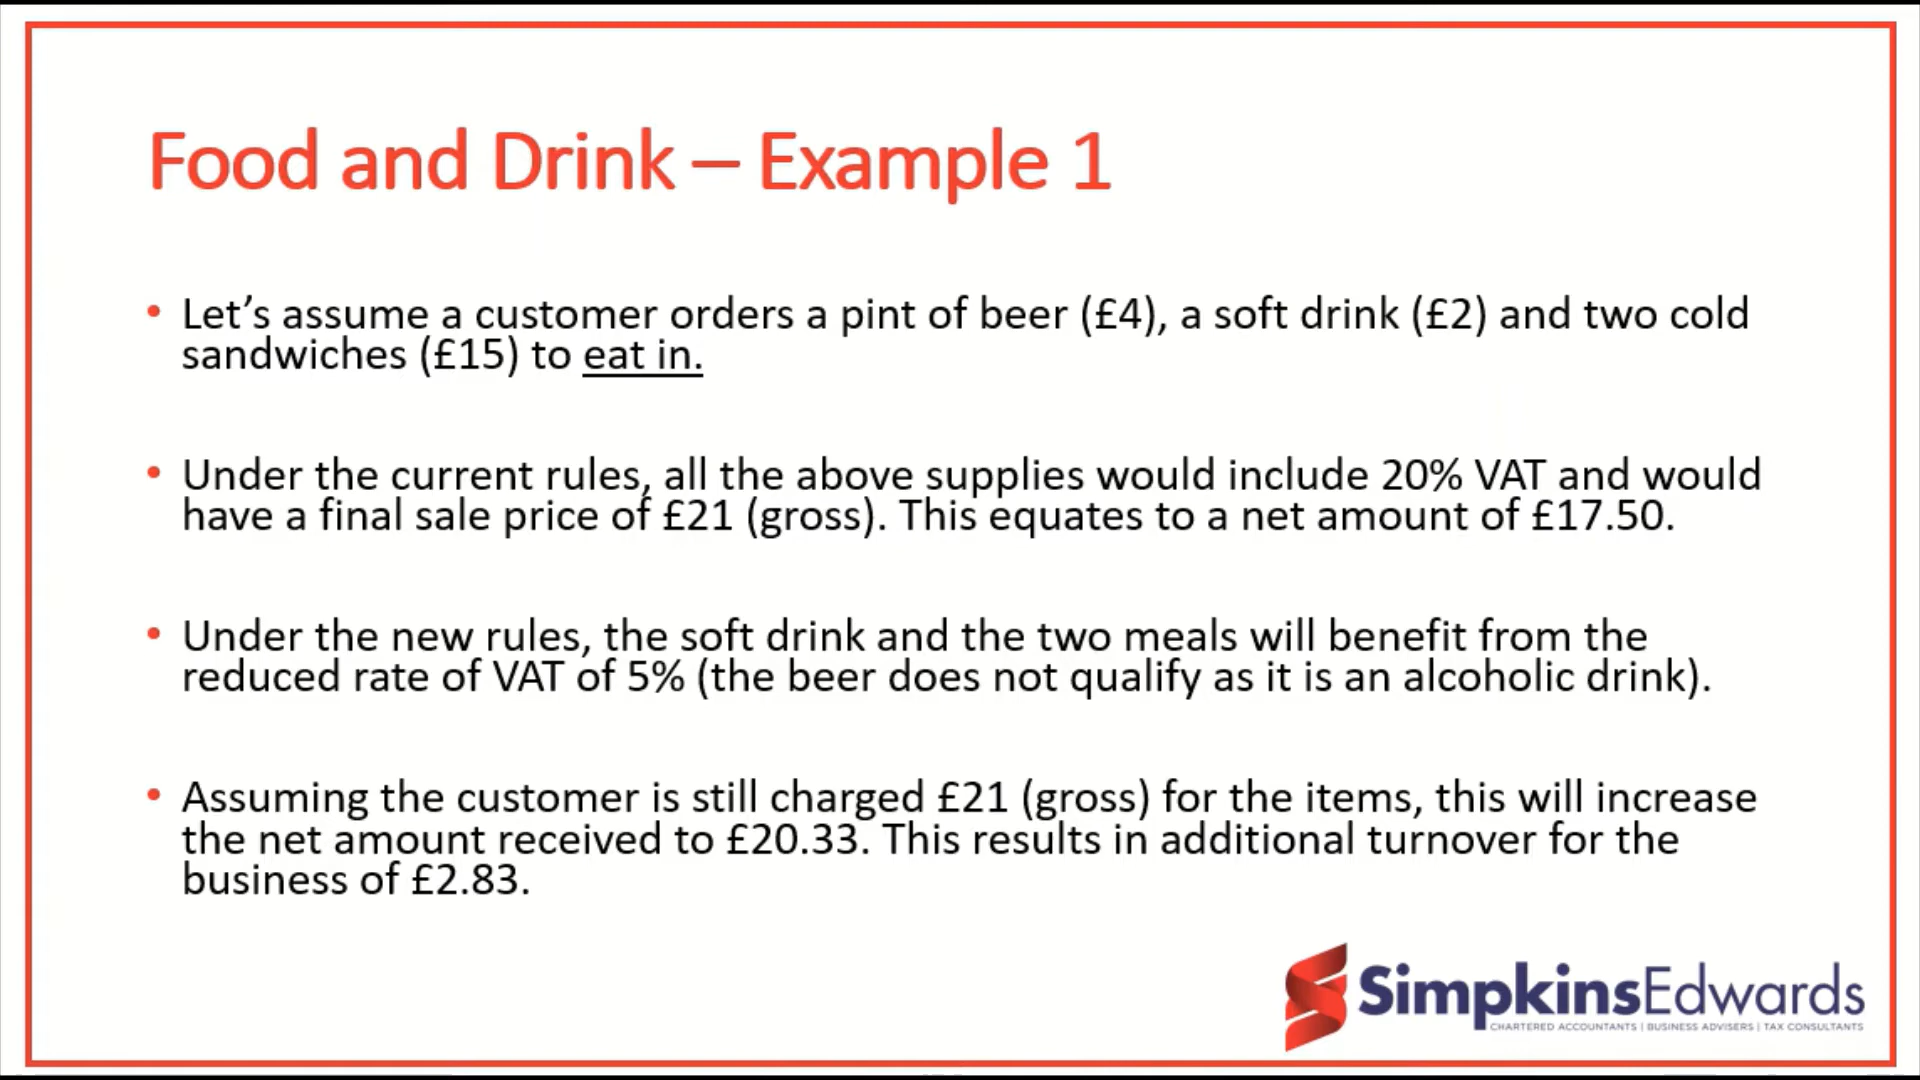 Food and Drink – Example 1
• Let’s assume a customer orders a pint of beer (£4), a soft drink (£2) and two cold
sandwiches (£15) to eat in.
• Under the current rules, all the above supplies would include 20% VAT and would
have a final sale price of £21 (gross). This equates to a net amount of £17.50.
• Under the new rules, the soft drink and the two meals will benefit from the
reduced rate of VAT of 5% (the beer does not qualify as it is an alcoholic drink).
• Assuming the customer is still charged £21 (gross) for the items, this will increase
the net amount received to £20.33. This results in additional turnover for the
business of £2.83.
SimpkinsEdwards
CHARTERED ACCOUNTANTS | BUSINESS ADVISERS | TAX CONSULTANTS